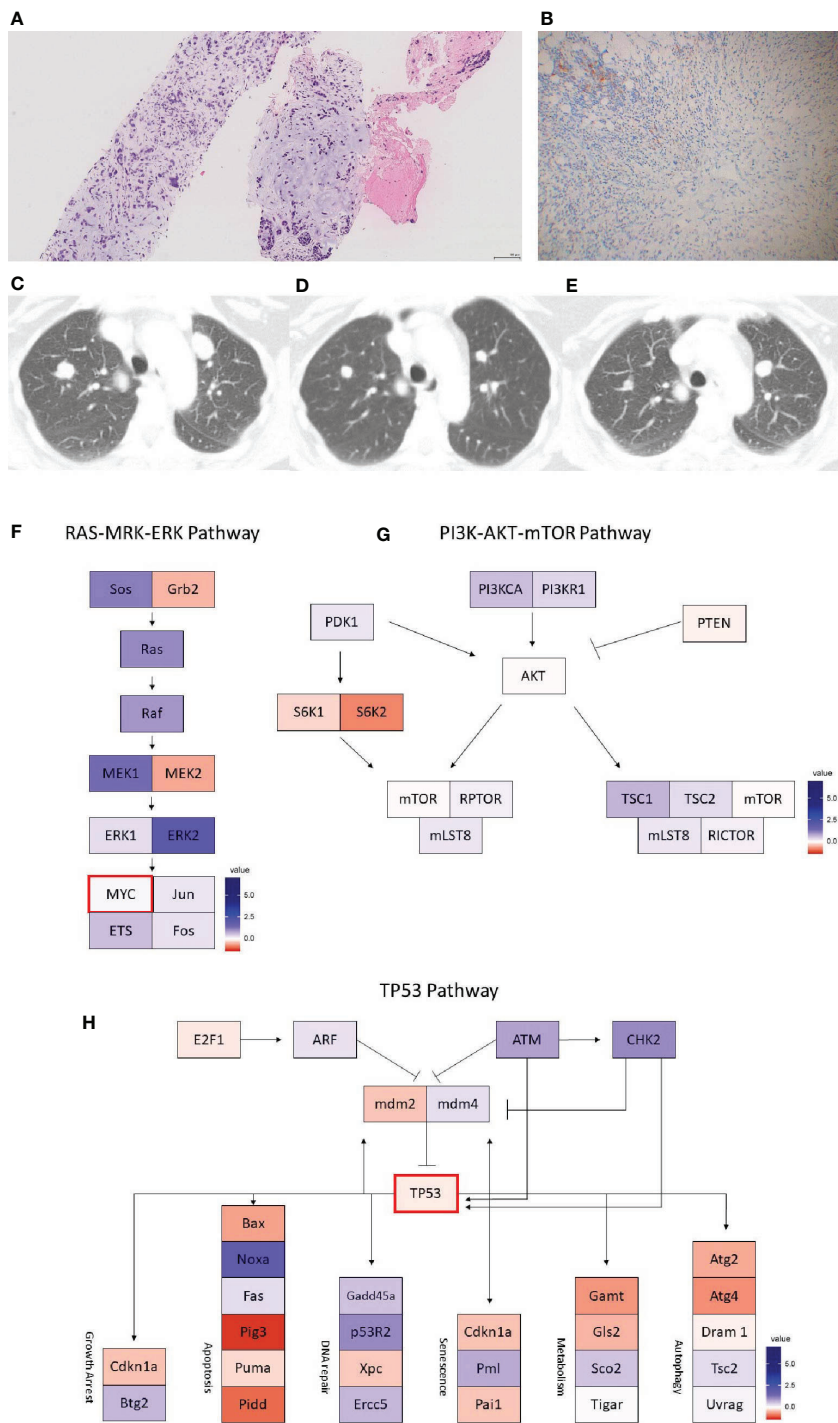 A
B
C
D
E
F
RAS-MRK-ERK Pathway
G
PI3K-AKT-mTOR Pathway
Sos Grb2
Ras
Raf
MEK1 MEK2
ERK1 ERK2
MYC Jun
ETS Fos
value
5.0
2.5
0.0
PI3KCA PI3KR1
PDK1
PTEN
AKT
S6K1 S6K2
mTOR RPTOR
mLST8
TSC1 TSC2 mTOR
mLST8 RICTOR
value
5.0
2.5
0.0
TP53 Pathway
H
E2F1
ARF
ATM
CHK2
mdm2 mdm4
TP53
Growth Arrest
Cdkn1a
Btg2
Apoptosis
Bax
Noxa
Fas
Pig3
Puma
Pidd
DNA repair
Gadd45a
p53R2
Xpc
Ercc5
Senescence
Cdkn1a
Pml
Pai1
Metabolism
Gamt
Gls2
Sco2
Tigar
Autophagy
Atg2
Atg4
Dram 1
Tsc2
Uvrag
value
5.0
2.5
0.0